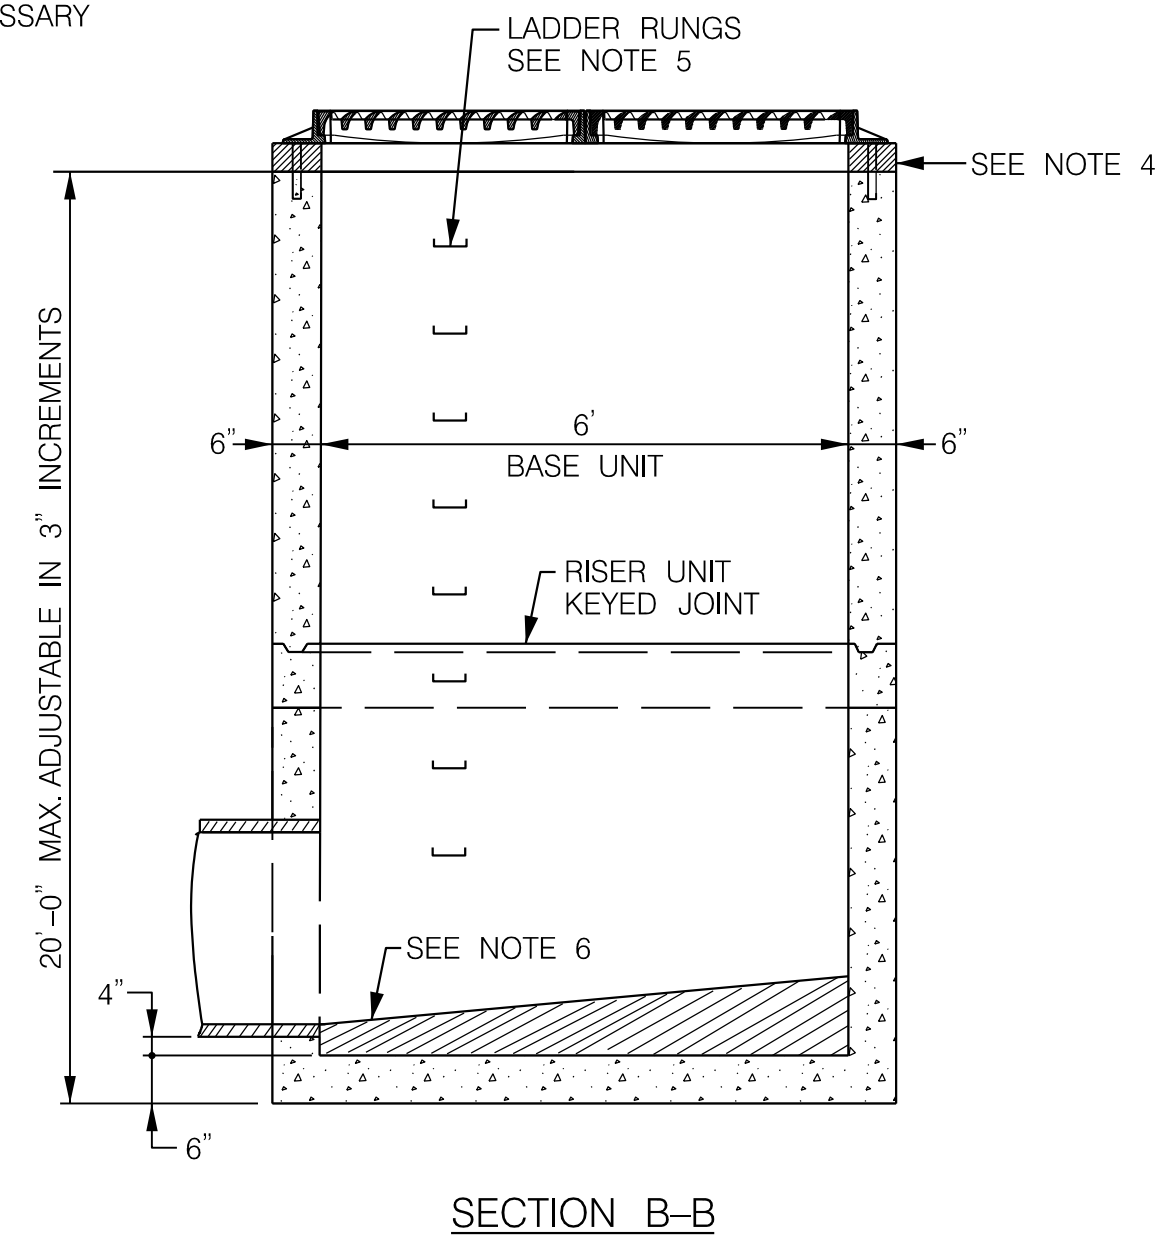 SSARY
LADDER RUNGS
SEE NOTE 5
SEE NOTE 4
6"
6'
6"
BASE UNIT
RISER UNIT
KEYED JOINT
20'-0" MAX. ADJUSTABLE IN 3" INCREMENTS
SEE NOTE 6
4"
6"
SECTION B-B